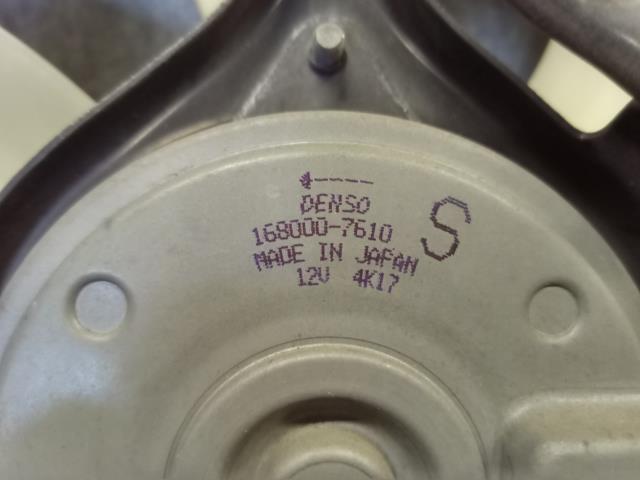 DENSO
168000-7610
MADE IN JAPAN
12V 4K17
S